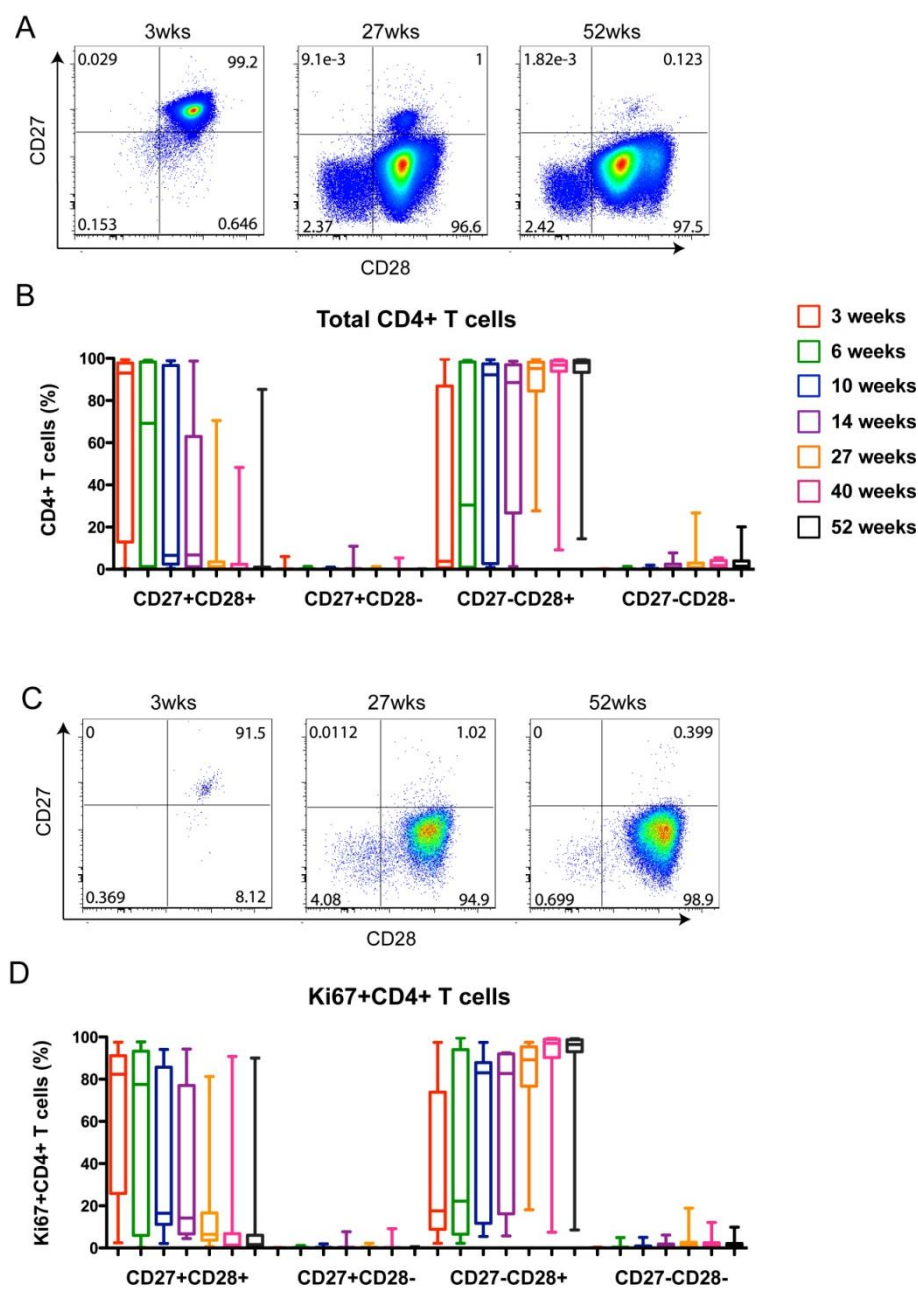 A
3wks
27wks
52wks
0.029
99.2
9.1e-3
1
1.82e-3
0.123
CD27
0.153
0.646
2.37
96.6
2.42
97.5
CD28
B
Total CD4+ T cells
CD4+ T cells (%)
100
80
60
40
20
0
CD27+CD28+
CD27+CD28-
CD27-CD28+
CD27-CD28-
3 weeks
6 weeks
10 weeks
14 weeks
27 weeks
40 weeks
52 weeks
C
3wks
27wks
52wks
0
91.5
0.0112
1.02
0
0.399
CD27
0.369
8.12
4.08
94.9
0.699
98.9
CD28
D
Ki67+CD4+ T cells
Ki67+CD4+ T cells (%)
100
80
60
40
20
0
CD27+CD28+
CD27+CD28-
CD27-CD28+
CD27-CD28-